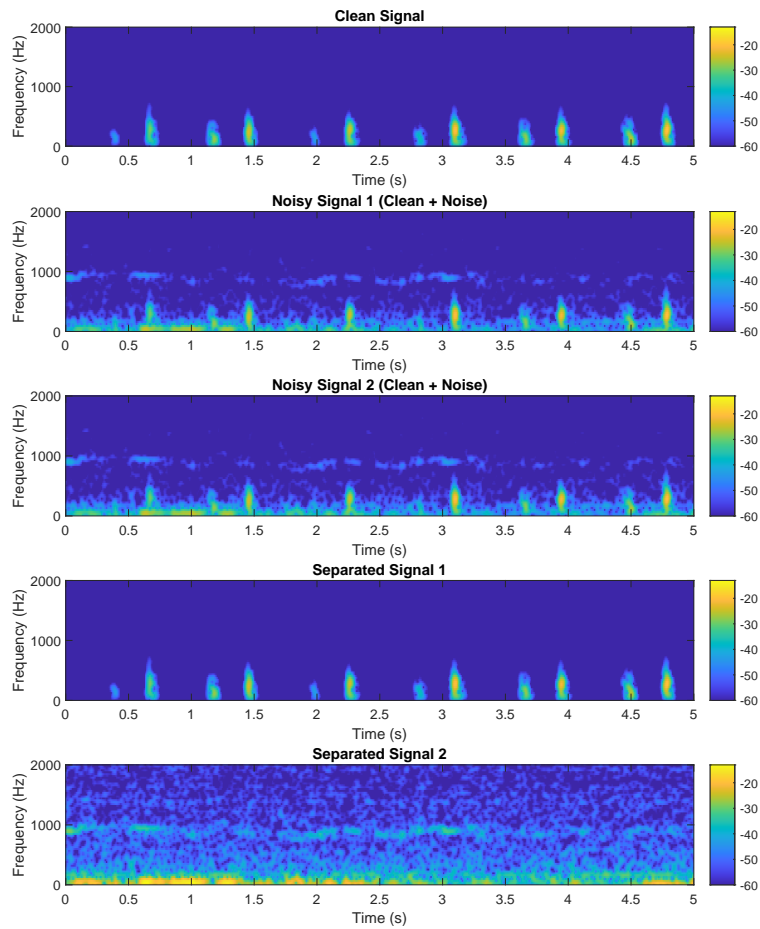 Clean Signal
Frequency (Hz)
2000
1000
0
0 0.5 1 1.5 2 2.5 3 3.5 4 4.5 5
Time (s)
-20
-30
-40
-50
-60
Noisy Signal 1 (Clean + Noise)
Frequency (Hz)
2000
1000
0
0 0.5 1 1.5 2 2.5 3 3.5 4 4.5 5
Time (s)
-20
-30
-40
-50
-60
Noisy Signal 2 (Clean + Noise)
Frequency (Hz)
2000
1000
0
0 0.5 1 1.5 2 2.5 3 3.5 4 4.5 5
Time (s)
-20
-30
-40
-50
-60
Separated Signal 1
Frequency (Hz)
2000
1000
0
0 0.5 1 1.5 2 2.5 3 3.5 4 4.5 5
Time (s)
-20
-30
-40
-50
-60
Separated Signal 2
Frequency (Hz)
2000
1000
0
0 0.5 1 1.5 2 2.5 3 3.5 4 4.5 5
Time (s)
-20
-30
-40
-50
-60